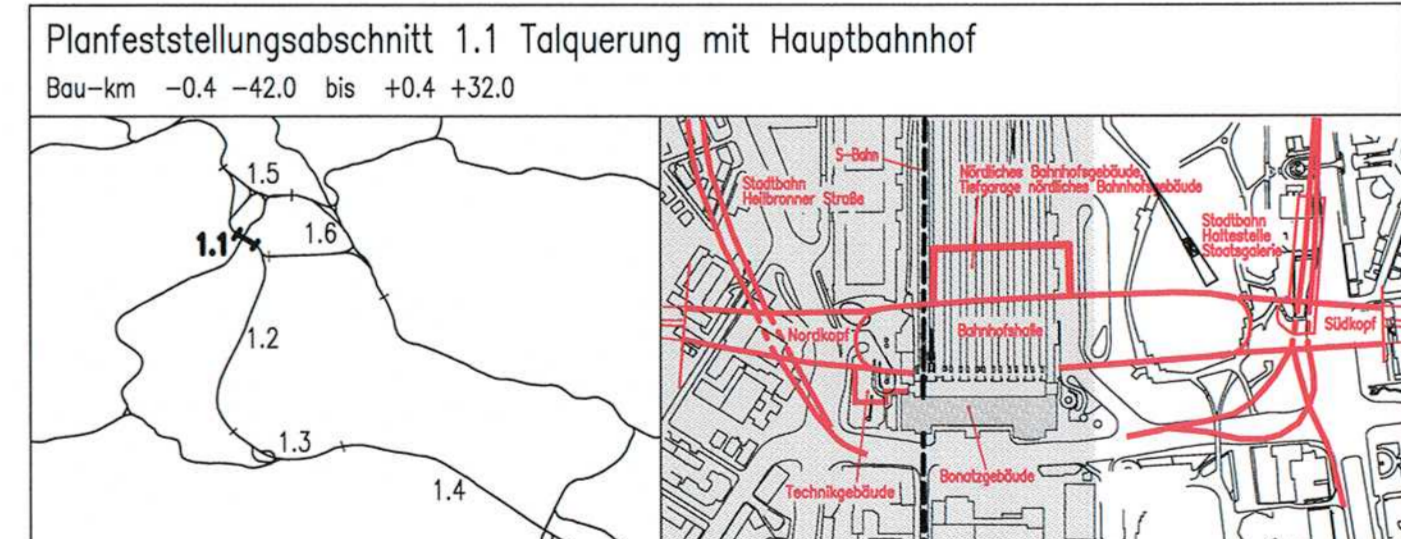 Planfeststellungsabschnitt 1.1 Talquerung mit Hauptbahnhof
Bau-km -0.4 -42.0 bis +0.4 +32.0
1.5
1.1
1.6
1.2
1.3
1.4
S-Bahn
Stadtbahn
Heilbronner Straße
Nördliches Bahnhofsgebäude,
Tiefgarage nördliches Bahnhofsgebäude
Stadtbahn
Haltestelle
Staatsgalerie
Nordkopf
Bahnhofshalle
Südkopf
Technikgebäude
Bonatzgebäude